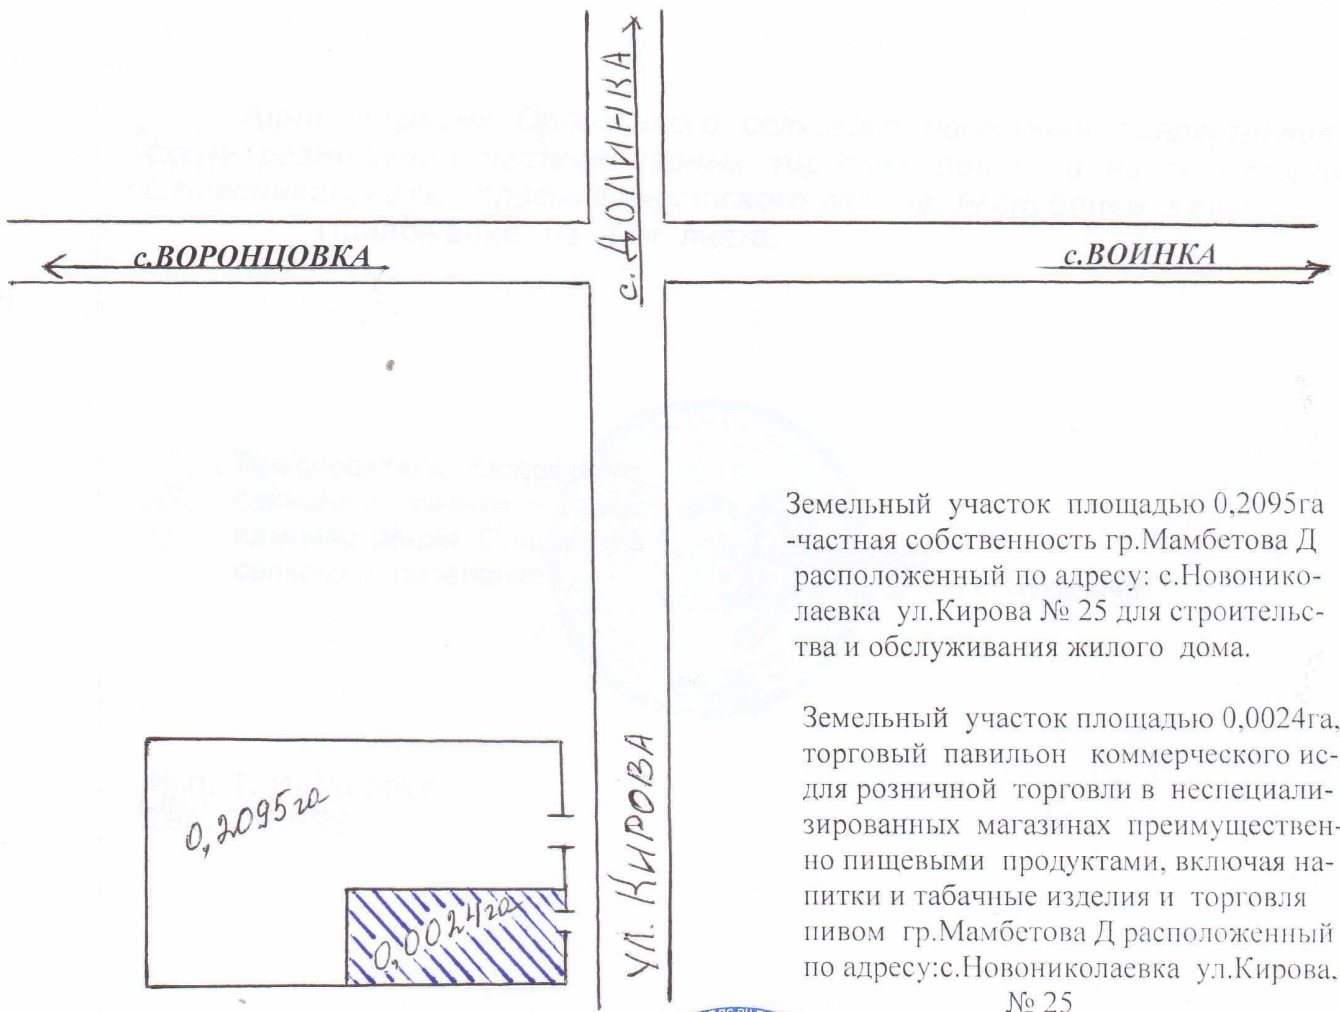 с. ДОЛИНКА
с.ВОРОНЦОВКА
с.ВОИНКА
Земельный участок площадью 0,2095га
-частная собственность гр.Мамбетова Д
расположенный по адресу: с.Новонико-
лаевка ул.Кирова № 25 для строительс-
тва и обслуживания жилого дома.
Земельный участок площадью 0,0024га,
торговый павильон коммерческого ис-
для розничной торговли в неспециали-
зированных магазинах преимуществен-
но пищевыми продуктами, включая на-
питки и табачные изделия и торговля
пивом гр.Мамбетова Д расположенный
по адресу:с.Новониколаевка ул.Кирова,
№ 25
0,2095га
0,0024га
ул. КИРОВА